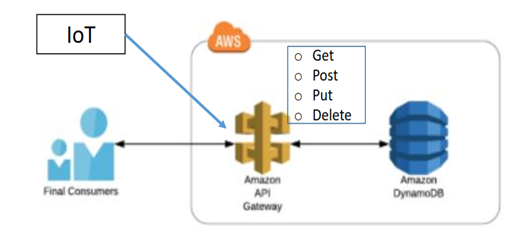 IoT
AWS
○ Get
○ Post
○ Put
○ Delete
Final Consumers
Amazon
API
Gateway
Amazon
DynamoDB